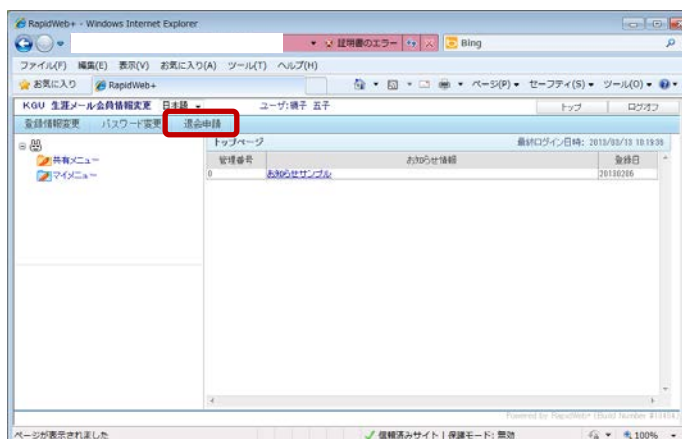 RapidWeb+ - Windows Internet Explorer
証明書のエラー Bing
ファイル(F) 編集(E) 表示(V) お気に入り(A) ツール(T) ヘルプ(H)
お気に入り RapidWeb+ ページ(P) セーフティ(S) ツール(O)
KGU 生涯メール会員情報変更 日本語 ユーザ:磯子 五子 トップ ログオフ
登録情報変更 パスワード変更 退会申請
トップページ 最終ログイン日時: 2013/03/13 10:19:36
共有メニュー
マイメニュー
管理番号 お知らせ情報 登録日
0 お知らせサンプル 20130206
Powered by RapidWeb+ (Build Number #13454)
ページが表示されました 信頼済みサイト | 保護モード: 無効 100%